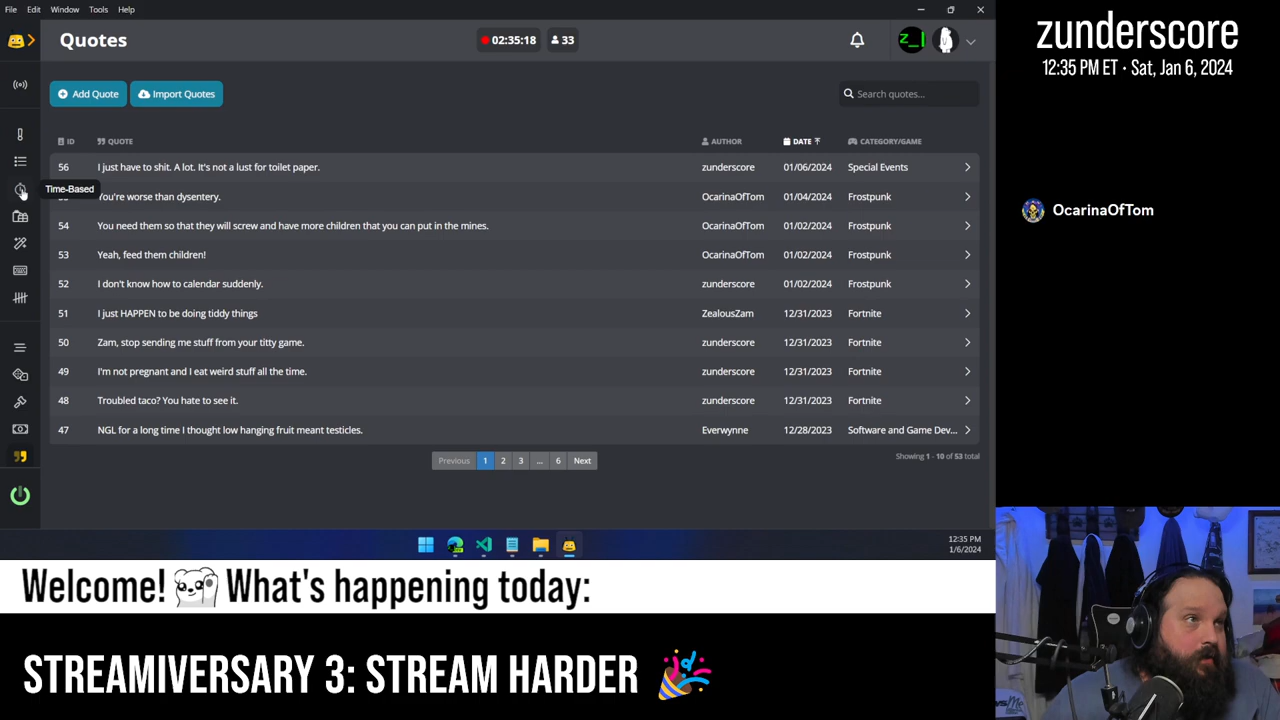 File Edit Window Tools Help
Quotes
02:35:18 33
z_|
Add Quote Import Quotes
Search quotes...
ID QUOTE AUTHOR DATE CATEGORY/GAME
56 I just have to shit. A lot. It's not a lust for toilet paper. zunderscore 01/06/2024 Special Events
Time-Based
You're worse than dysentery. OcarinaOfTom 01/04/2024 Frostpunk
54 You need them so that they will screw and have more children that you can put in the mines. OcarinaOfTom 01/02/2024 Frostpunk
53 Yeah, feed them children! OcarinaOfTom 01/02/2024 Frostpunk
52 I don't know how to calendar suddenly. zunderscore 01/02/2024 Frostpunk
51 I just HAPPEN to be doing tiddy things ZealousZam 12/31/2023 Fortnite
50 Zam, stop sending me stuff from your titty game. zunderscore 12/31/2023 Fortnite
49 I'm not pregnant and I eat weird stuff all the time. zunderscore 12/31/2023 Fortnite
48 Troubled taco? You hate to see it. zunderscore 12/31/2023 Fortnite
47 NGL for a long time I thought low hanging fruit meant testicles. Everwynne 12/28/2023 Software and Game Dev...
Previous 1 2 3 ... 6 Next
Showing 1 - 10 of 53 total
12:35 PM
1/6/2024
zunderscore
12:35 PM ET • Sat, Jan 6, 2024
OcarinaOfTom
Welcome! What's happening today:
STREAMIVERSARY 3: STREAM HARDER